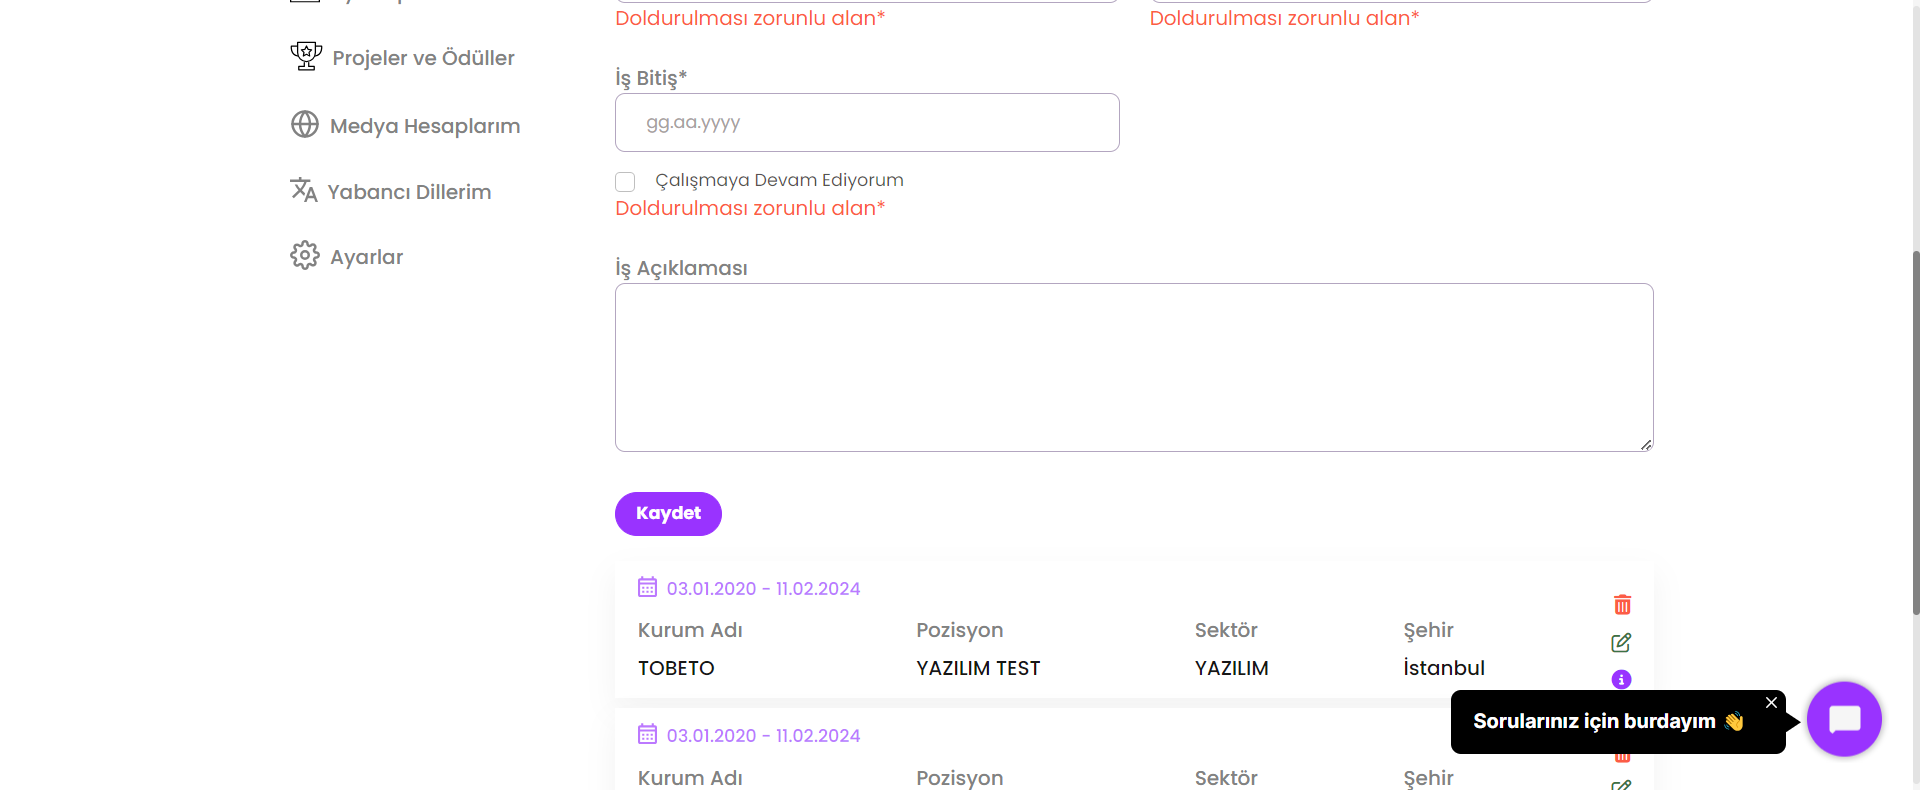 Doldurulması zorunlu alan*
Doldurulması zorunlu alan*
Projeler ve Ödüller
Medya Hesaplarım
Yabancı Dillerim
Ayarlar
İş Bitiş*
gg.aa.yyyy
Çalışmaya Devam Ediyorum
Doldurulması zorunlu alan*
İş Açıklaması
Kaydet
03.01.2020 - 11.02.2024
Kurum Adı Pozisyon Sektör Şehir
TOBETO YAZILIM TEST YAZILIM İstanbul
03.01.2020 - 11.02.2024
Kurum Adı Pozisyon Sektör Şehir
Sorularınız için burdayım 👋